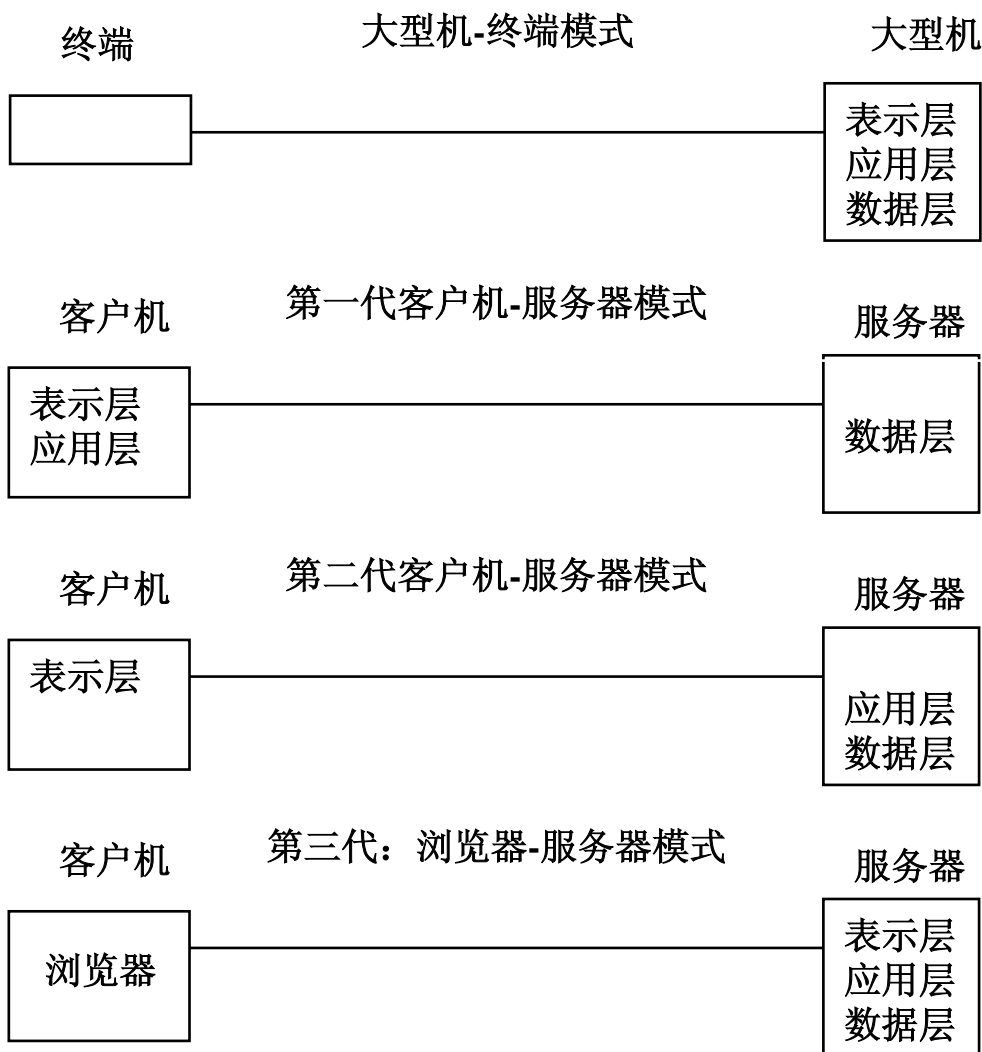 终端
大型机-终端模式
大型机
表示层
应用层
数据层
客户机
第一代客户机-服务器模式
服务器
表示层
应用层
数据层
客户机
第二代客户机-服务器模式
服务器
表示层
应用层
数据层
客户机
第三代：浏览器-服务器模式
服务器
浏览器
表示层
应用层
数据层